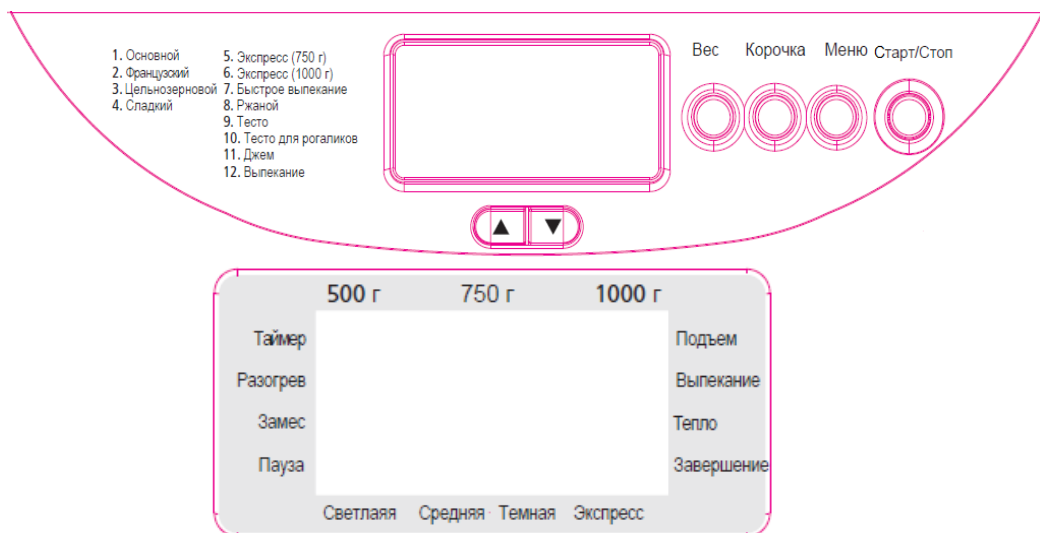 1. Основной
2. Французский
3. Цельнозерновой
4. Сладкий
5. Экспресс (750 г)
6. Экспресс (1000 г)
7. Быстрое выпекание
8. Ржаной
9. Тесто
10. Тесто для рогаликов
11. Джем
12. Выпекание
Вес Корочка Меню Старт/Стоп
▲ ▼
500 г 750 г 1000 г
Таймер
Разогрев
Замес
Пауза
Подъем
Выпекание
Тепло
Завершение
Светлаяя Средняя · Темная Экспресс